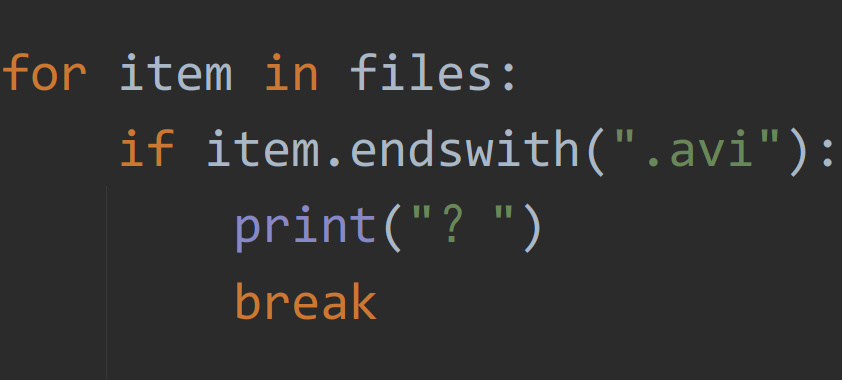 for item in files:
    if item.endswith(".avi"):
        print("? ")
        break